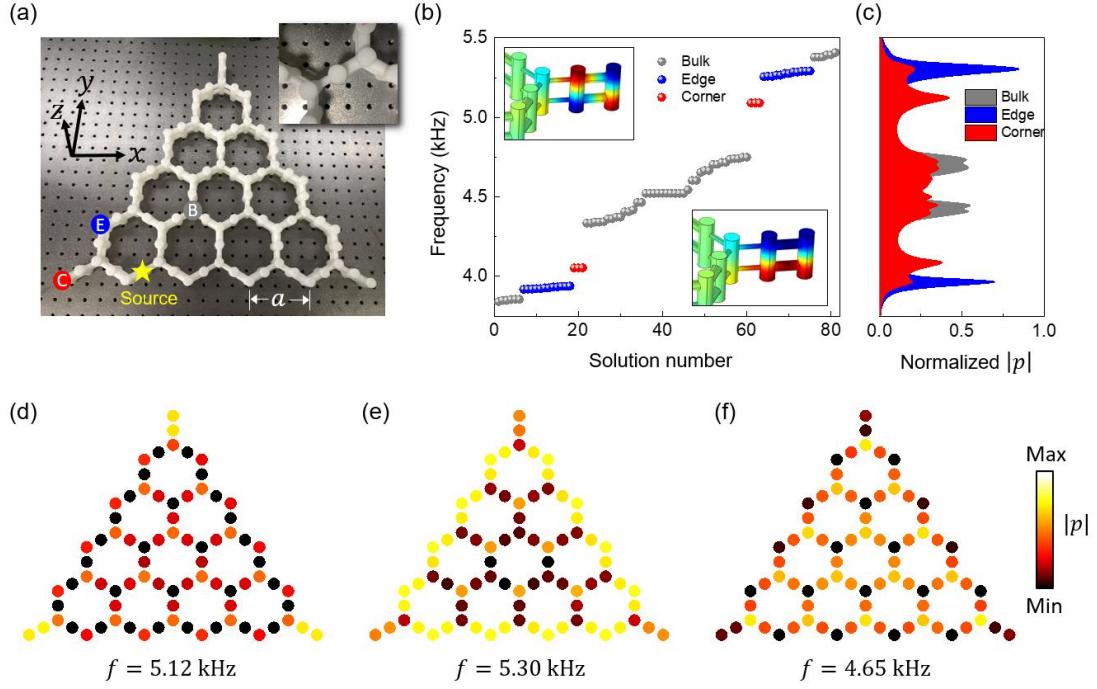 (a)
z
y
x
E
B
C
Source
a
(b)
5.5
5.0
4.5
4.0
Frequency (kHz)
Bulk
Edge
Corner
0
20
40
60
80
Solution number
(c)
Bulk
Edge
Corner
0.0
0.5
1.0
Normalized |p|
(d)
f = 5.12 kHz
(e)
f = 5.30 kHz
(f)
f = 4.65 kHz
Max
|p|
Min